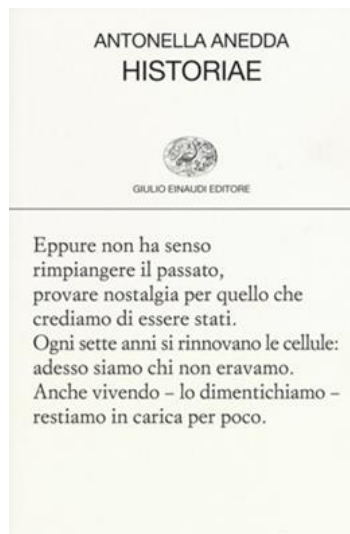 ANTONELLA ANEDDA
HISTORIAE
GIULIO EINAUDI EDITORE
Eppure non ha senso
rimpiangere il passato,
provare nostalgia per quello che
crediamo di essere stati.
Ogni sette anni si rinnovano le cellule:
adesso siamo chi non eravamo.
Anche vivendo – lo dimentichiamo –
restiamo in carica per poco.